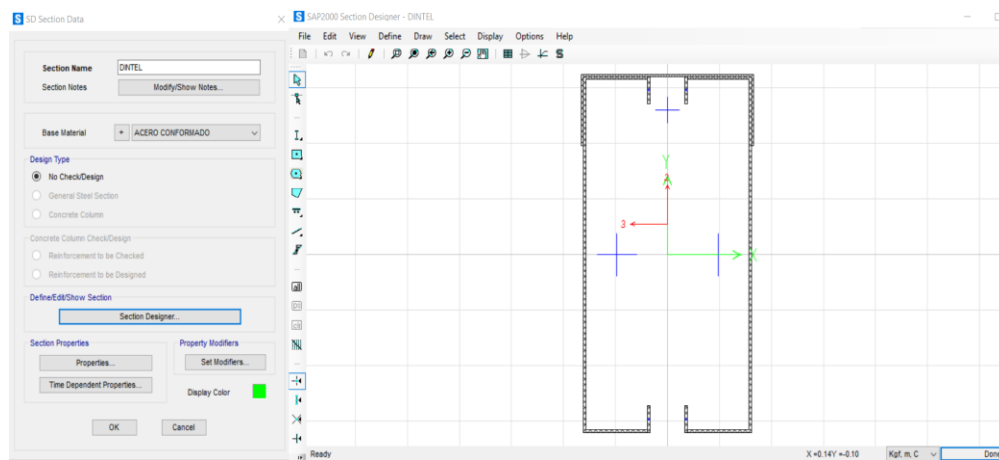 SD Section Data
Section Name DINTEL
Section Notes Modify/Show Notes...
Base Material + ACERO CONFORMADO
Design Type
No Check/Design
General Steel Section
Concrete Column
Concrete Column Check/Design
Reinforcement to be Checked
Reinforcement to be Designed
Define/Edit/Show Section
Section Designer...
Section Properties Property Modifiers
Properties... Set Modifiers...
Time Dependent Properties... Display Color
OK Cancel
SAP2000 Section Designer - DINTEL
File Edit View Define Draw Select Display Options Help
Y
2
3
X
Ready X =0.14Y =-0.10 Kgf, m, C Done